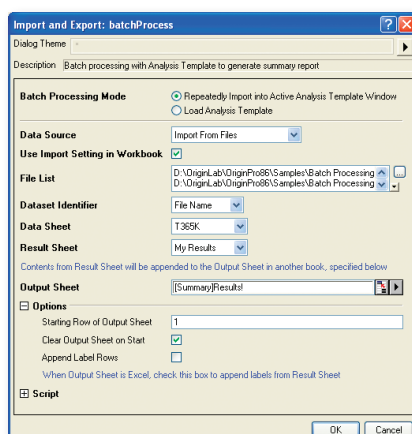 Import and Export: batchProcess
Dialog Theme *
Description Batch processing with Analysis Template to generate summary report
Batch Processing Mode
Repeatedly Import into Active Analysis Template Window
Load Analysis Template
Data Source Import From Files
Use Import Setting in Workbook
File List
D:\OriginLab\OriginPro86\Samples\Batch Processing
D:\OriginLab\OriginPro86\Samples\Batch Processing
Dataset Identifier File Name
Data Sheet T365K
Result Sheet My Results
Contents from Result Sheet will be appended to the Output Sheet in another book, specified below
Output Sheet [Summary]Results!
Options
Starting Row of Output Sheet 1
Clear Output Sheet on Start
Append Label Rows
When Output Sheet is Excel, check this box to append labels from Result Sheet
Script
OK Cancel